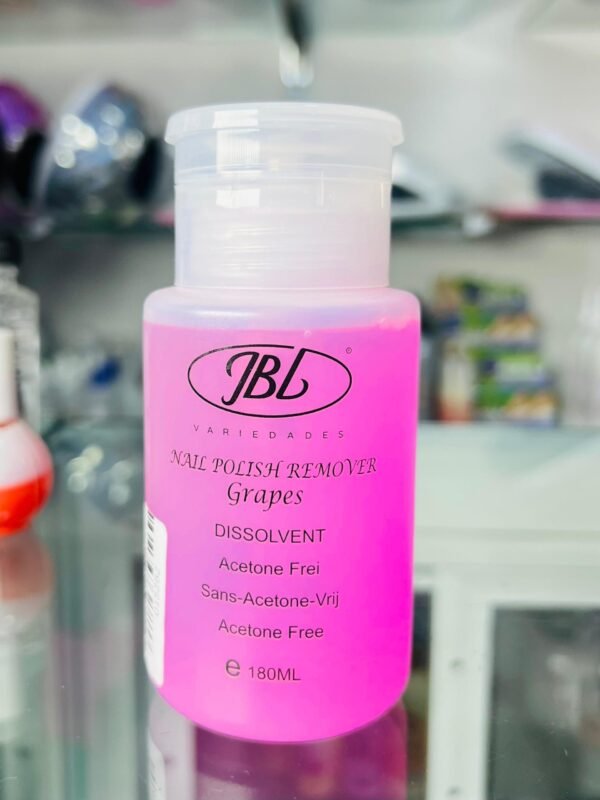 JBL ®
VARIEDADES
NAIL POLISH REMOVER
Grapes
DISSOLVENT
Acetone Frei
Sans-Acetone-Vrij
Acetone Free
℮ 180ML